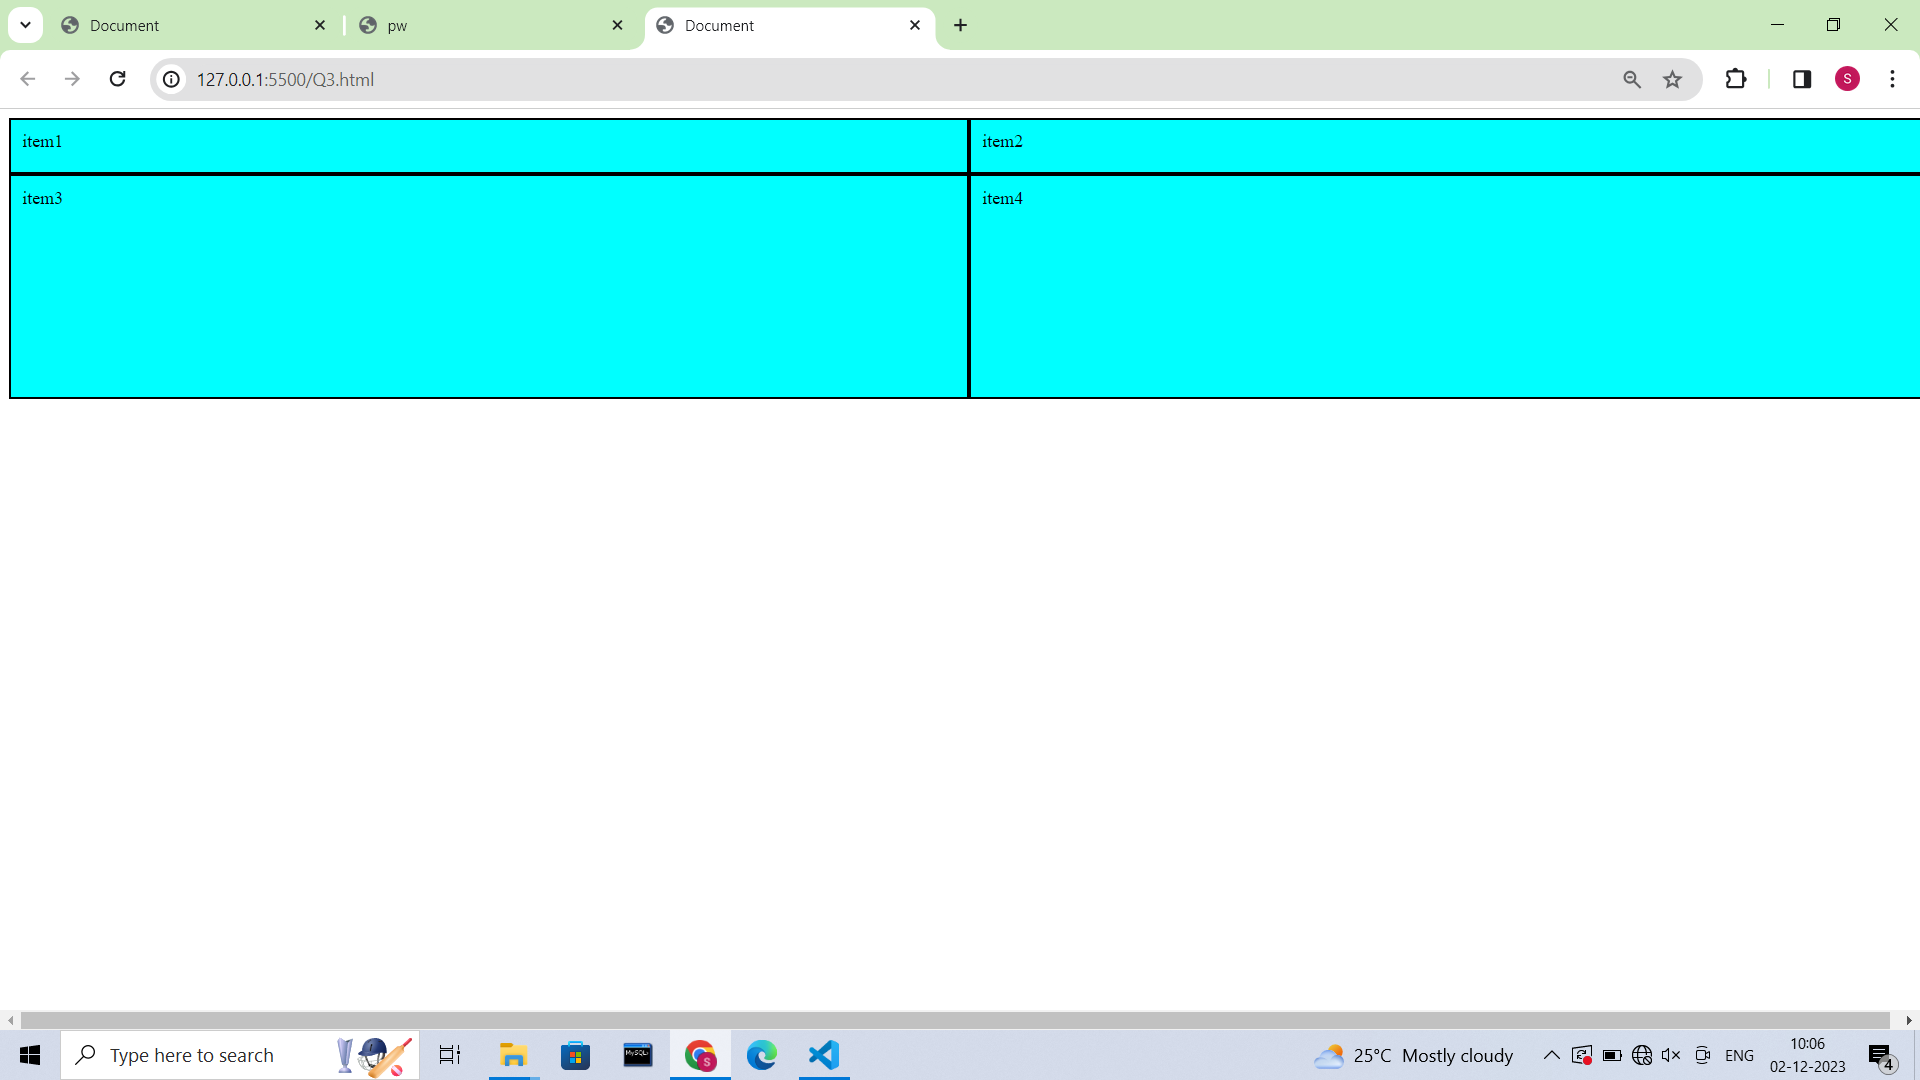 Document
pw
Document
127.0.0.1:5500/Q3.html
S
item1
item2
item3
item4
Type here to search
MySQL
S
25°C Mostly cloudy
ENG
10:06
02-12-2023
4